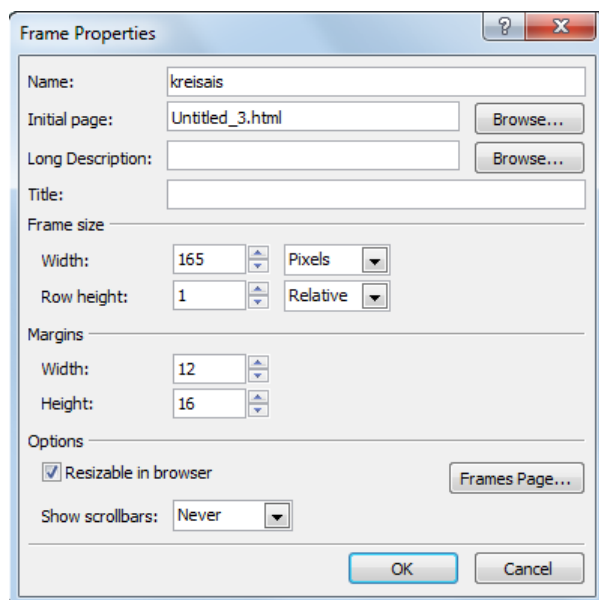 Frame Properties
Name: kreisais
Initial page: Untitled_3.html Browse...
Long Description: Browse...
Title:
Frame size
Width: 165 Pixels
Row height: 1 Relative
Margins
Width: 12
Height: 16
Options
Resizable in browser Frames Page...
Show scrollbars: Never
OK Cancel